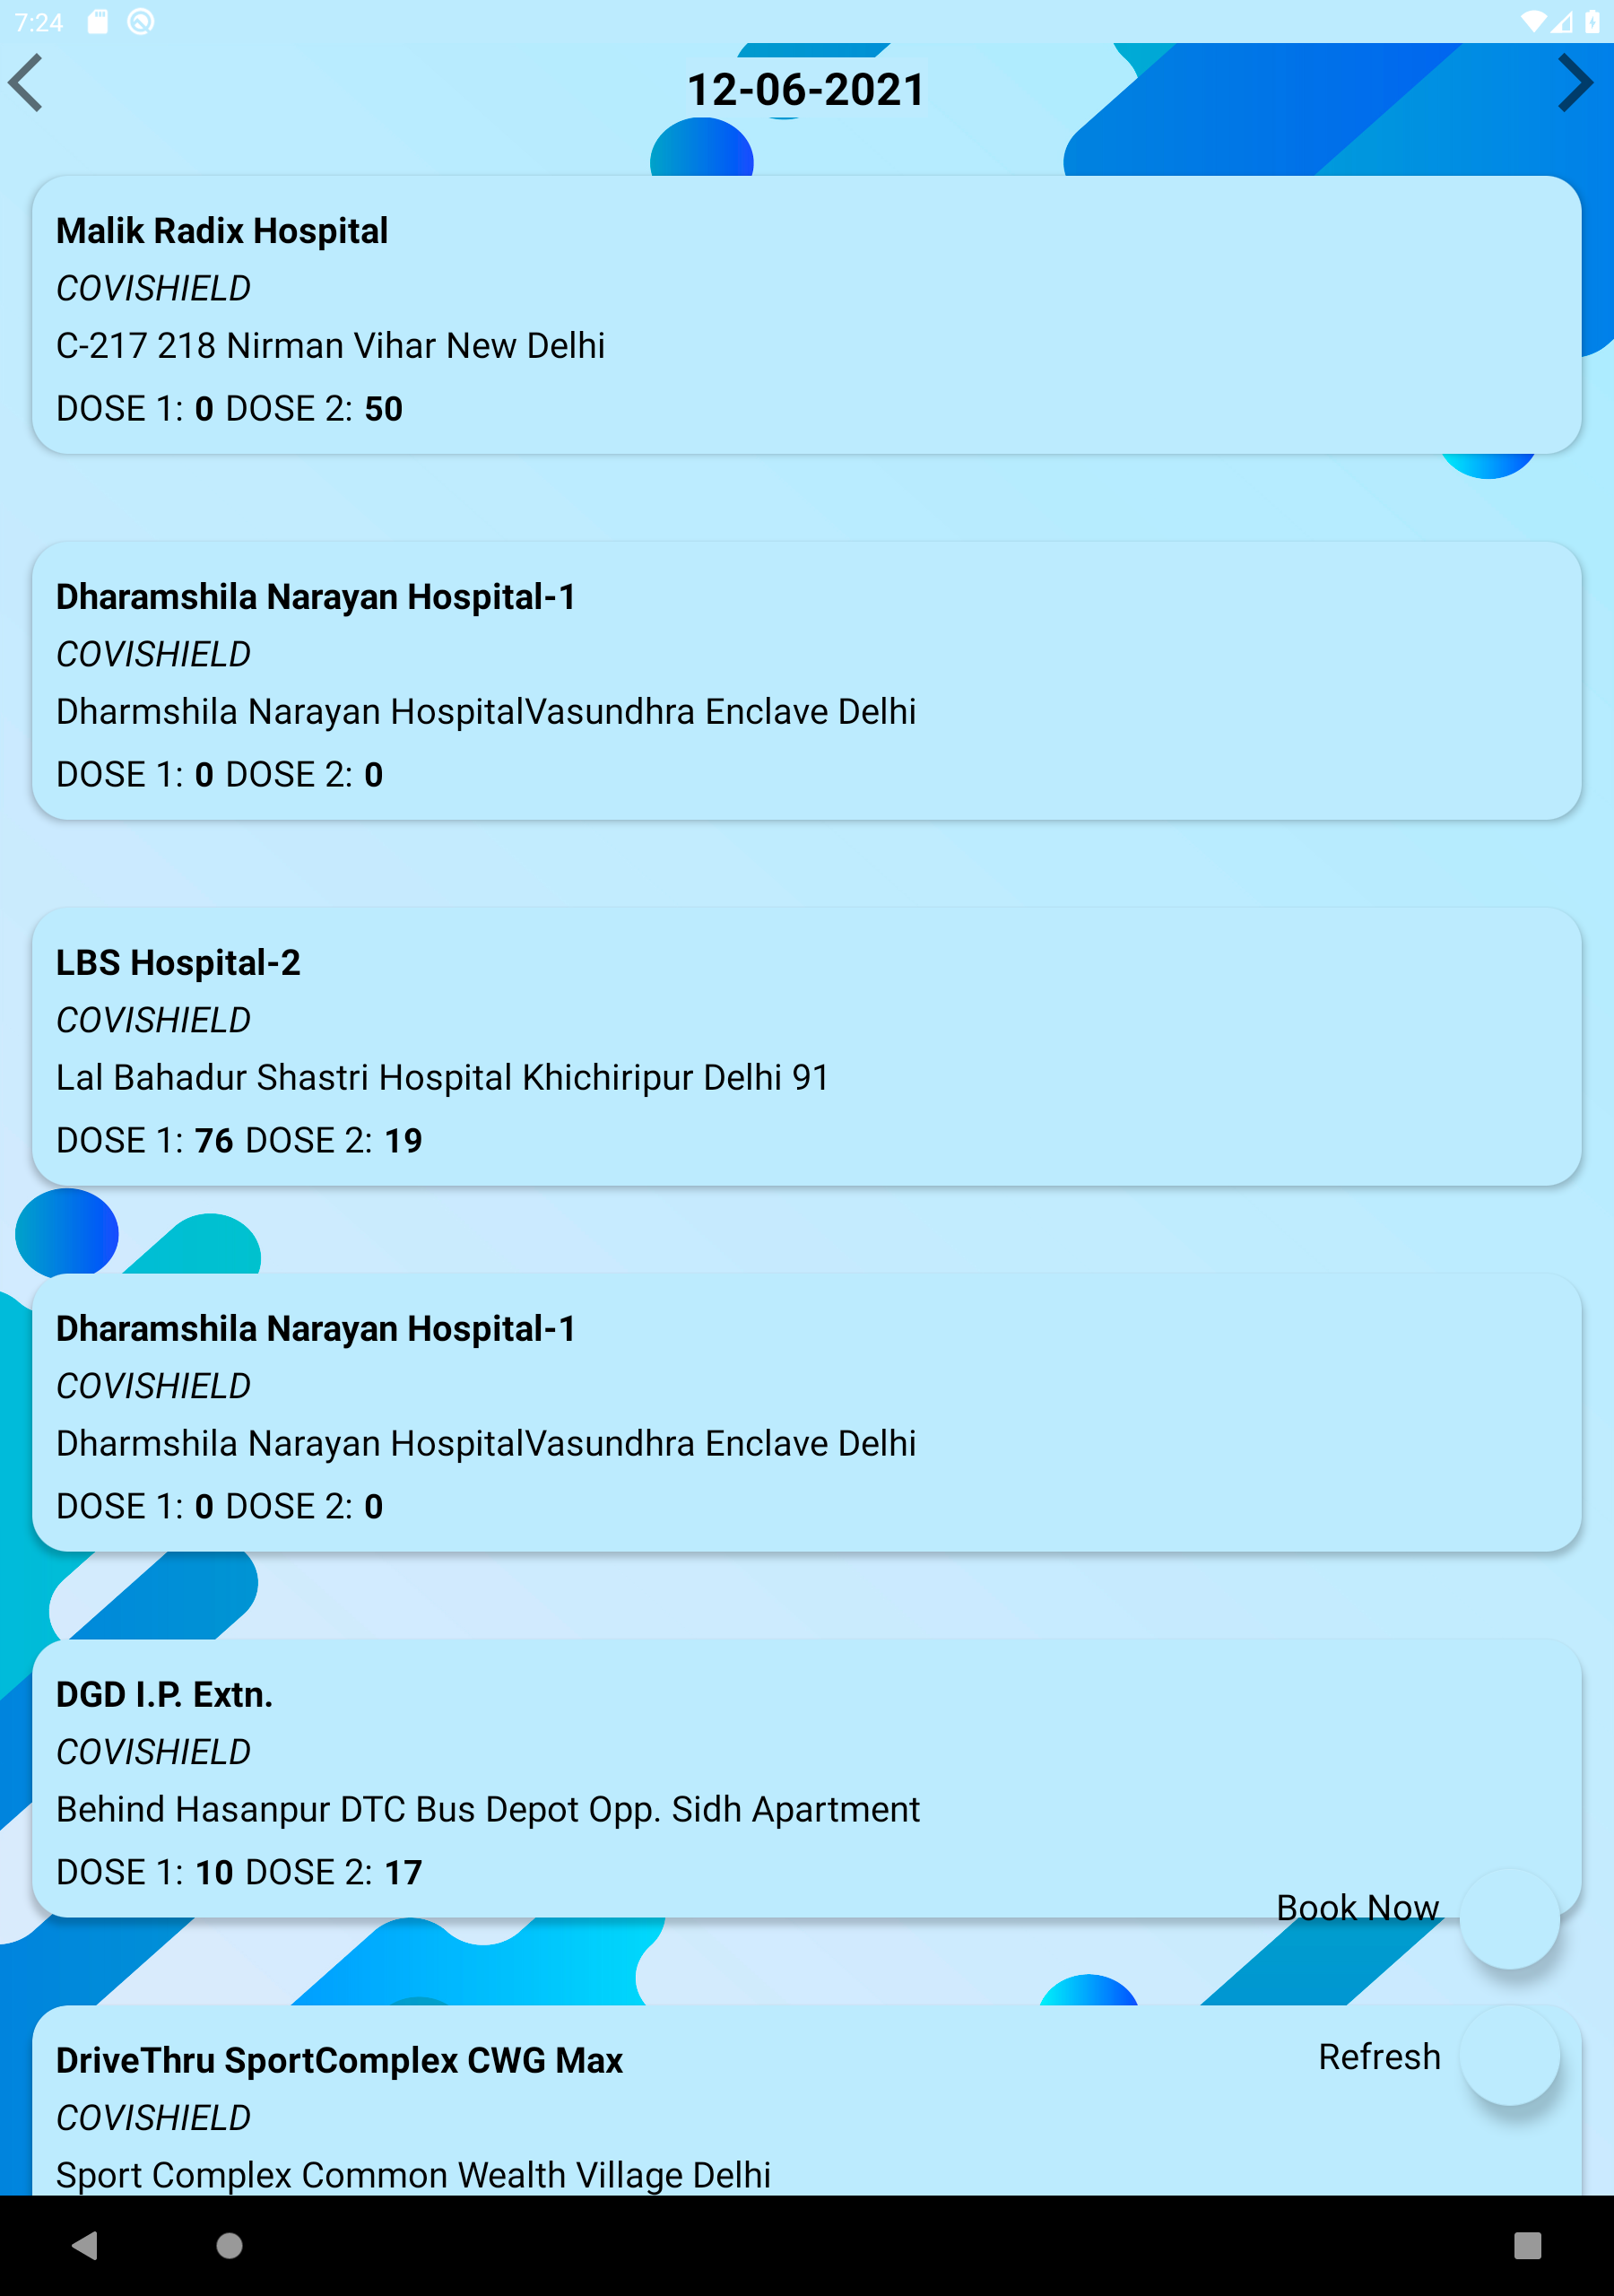 7:24
12-06-2021
Malik Radix Hospital
COVISHIELD
C-217 218 Nirman Vihar New Delhi
DOSE 1: 0 DOSE 2: 50
Dharamshila Narayan Hospital-1
COVISHIELD
Dharmshila Narayan HospitalVasundhra Enclave Delhi
DOSE 1: 0 DOSE 2: 0
LBS Hospital-2
COVISHIELD
Lal Bahadur Shastri Hospital Khichiripur Delhi 91
DOSE 1: 76 DOSE 2: 19
Dharamshila Narayan Hospital-1
COVISHIELD
Dharmshila Narayan HospitalVasundhra Enclave Delhi
DOSE 1: 0 DOSE 2: 0
DGD I.P. Extn.
COVISHIELD
Behind Hasanpur DTC Bus Depot Opp. Sidh Apartment
DOSE 1: 10 DOSE 2: 17
Book Now
DriveThru SportComplex CWG Max
Refresh
COVISHIELD
Sport Complex Common Wealth Village Delhi